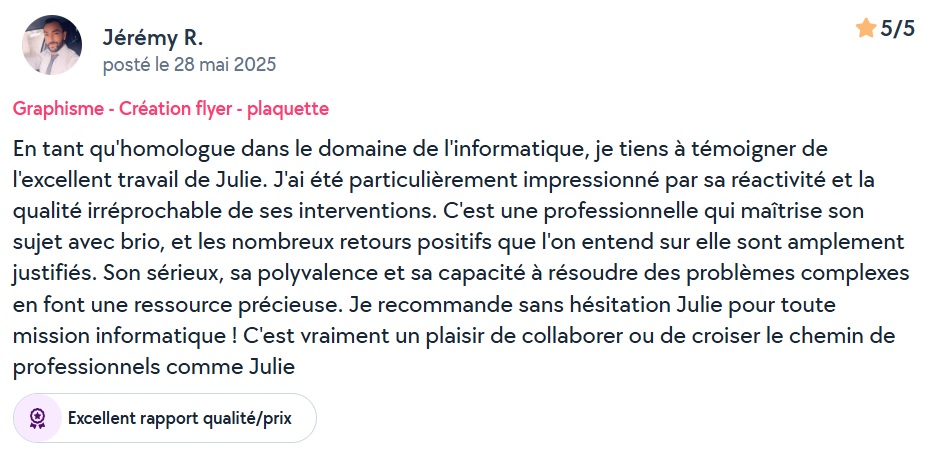 Jérémy R.
5/5
posté le 28 mai 2025
Graphisme - Création flyer - plaquette
En tant qu'homologue dans le domaine de l'informatique, je tiens à témoigner de
l'excellent travail de Julie. J'ai été particulièrement impressionné par sa réactivité et la
qualité irréprochable de ses interventions. C'est une professionnelle qui maîtrise son
sujet avec brio, et les nombreux retours positifs que l'on entend sur elle sont amplement
justifiés. Son sérieux, sa polyvalence et sa capacité à résoudre des problèmes complexes
en font une ressource précieuse. Je recommande sans hésitation Julie pour toute
mission informatique ! C'est vraiment un plaisir de collaborer ou de croiser le chemin de
professionnels comme Julie
Excellent rapport qualité/prix